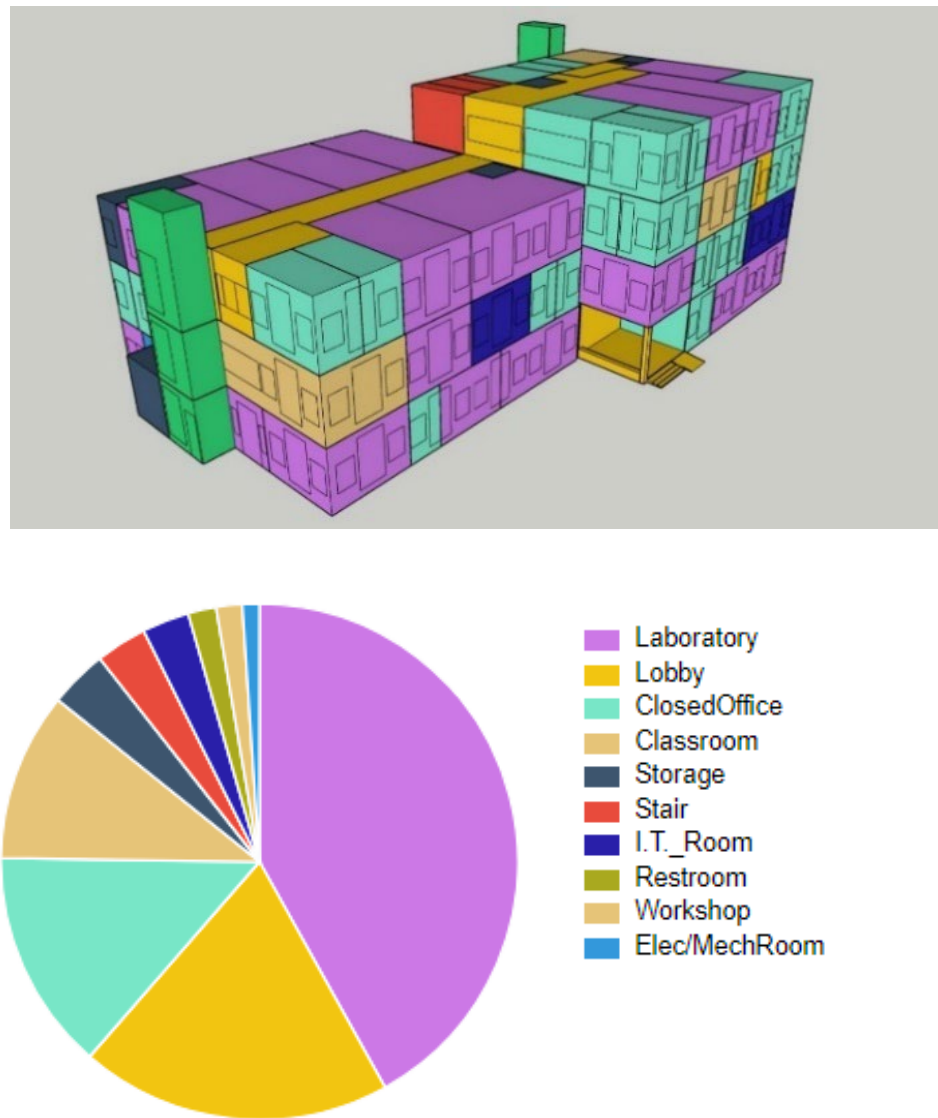 Laboratory
Lobby
ClosedOffice
Classroom
Storage
Stair
I.T._Room
Restroom
Workshop
Elec/MechRoom